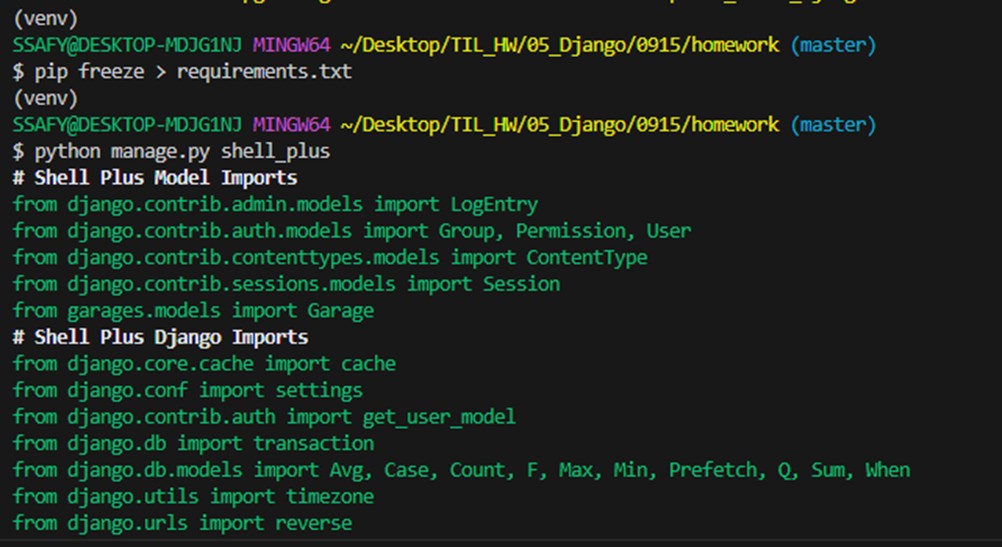 (venv)
SSAFY@DESKTOP-MDJG1NJ MINGW64 ~/Desktop/TIL_HW/05_Django/0915/homework (master)
$ pip freeze > requirements.txt
(venv)
SSAFY@DESKTOP-MDJG1NJ MINGW64 ~/Desktop/TIL_HW/05_Django/0915/homework (master)
$ python manage.py shell_plus
# Shell Plus Model Imports
from django.contrib.admin.models import LogEntry
from django.contrib.auth.models import Group, Permission, User
from django.contrib.contenttypes.models import ContentType
from django.contrib.sessions.models import Session
from garages.models import Garage
# Shell Plus Django Imports
from django.core.cache import cache
from django.conf import settings
from django.contrib.auth import get_user_model
from django.db import transaction
from django.db.models import Avg, Case, Count, F, Max, Min, Prefetch, Q, Sum, When
from django.utils import timezone
from django.urls import reverse